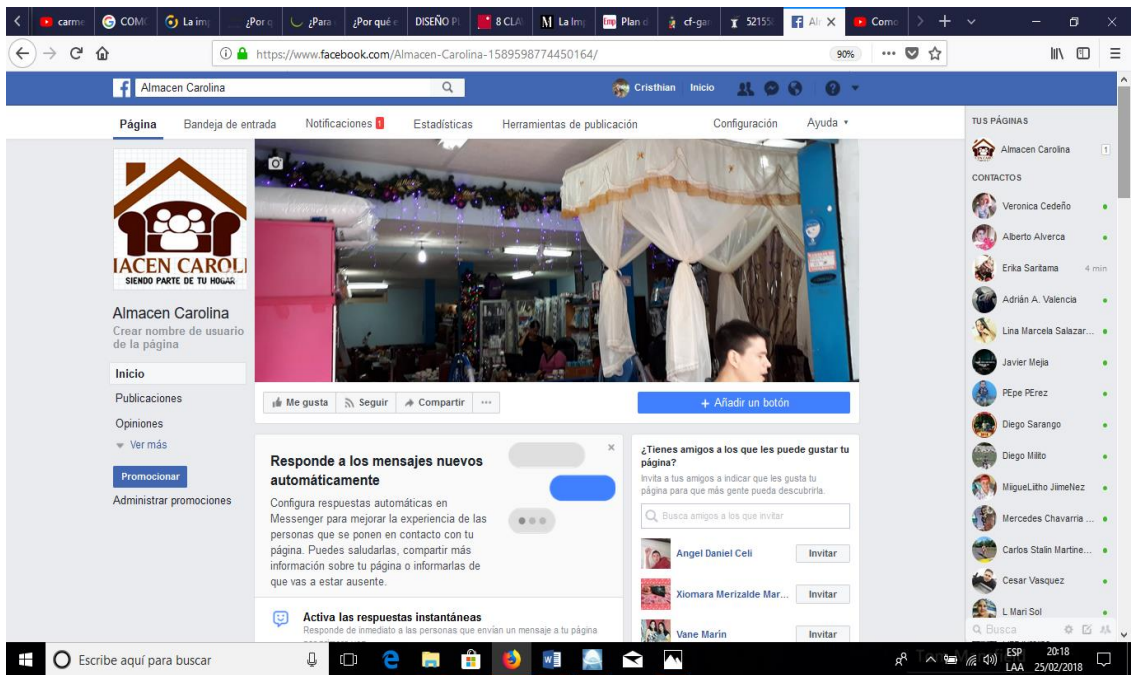 carme
COMO
La im
¿Por q
¿Para
¿Por qué e
DISEÑO PL
8 CLA
La Im
Plan d
cf-gar
52155
Al
Como
https://www.facebook.com/Almacen-Carolina-1589598774450164/
90%
Almacen Carolina
Cristhian Inicio
Página Bandeja de entrada Notificaciones 1 Estadísticas Herramientas de publicación Configuración Ayuda
MACEN CAROLI
SIENDO PARTE DE TU HOGAR
Almacen Carolina
Crear nombre de usuario
de la página
Inicio
Publicaciones
Opiniones
Ver más
Promocionar
Administrar promociones
Me gusta Seguir Compartir ...
+ Añadir un botón
Responde a los mensajes nuevos
automáticamente
Configura respuestas automáticas en
Messenger para mejorar la experiencia de las
personas que se ponen en contacto con tu
página. Puedes saludarlas, compartir más
información sobre tu página o informarlas de
que vas a estar ausente.
Activa las respuestas instantáneas
Responde de inmediato a las personas que envían un mensaje a tu página
¿Tienes amigos a los que les puede gustar tu
página?
Invita a tus amigos a indicar que les gusta tu
página para que más gente pueda descubrirla.
Busca amigos a los que invitar
Angel Daniel Celi Invitar
Xiomara Merizalde Mar... Invitar
Vane Marin Invitar
TUS PÁGINAS
Almacen Carolina 1
CONTACTOS
Veronica Cedeño
Alberto Alverca
Erika Saritama 4 min
Adrián A. Valencia
Lina Marcela Salazar...
Javier Mejia
PEpe PErez
Diego Sarango
Diego Milito
MiigueLitho JiimeNez
Mercedes Chavarria ...
Carlos Stalin Martine...
Cesar Vasquez
L Mari Sol
Busca
Escribe aquí para buscar
ESP 20:18
LAA 25/02/2018